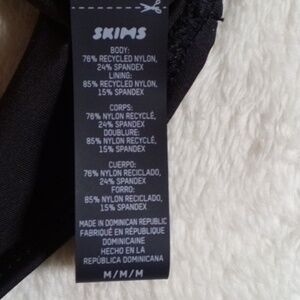 SKIMS
BODY:
76% RECYCLED NYLON,
24% SPANDEX
LINING:
85% RECYCLED NYLON,
15% SPANDEX
CORPS:
76% NYLON RECYCLÉ,
24% SPANDEX
DOUBLURE:
85% NYLON RECYCLÉ,
15% SPANDEX
CUERPO:
76% NYLON RECICLADO,
24% SPANDEX
FORRO:
85% NYLON RECICLADO,
15% SPANDEX
MADE IN DOMINICAN REPUBLIC
FABRIQUÉ EN RÉPUBLIQUE
DOMINICAINE
HECHO EN LA
REPÚBLICA DOMINICANA
M/M/M